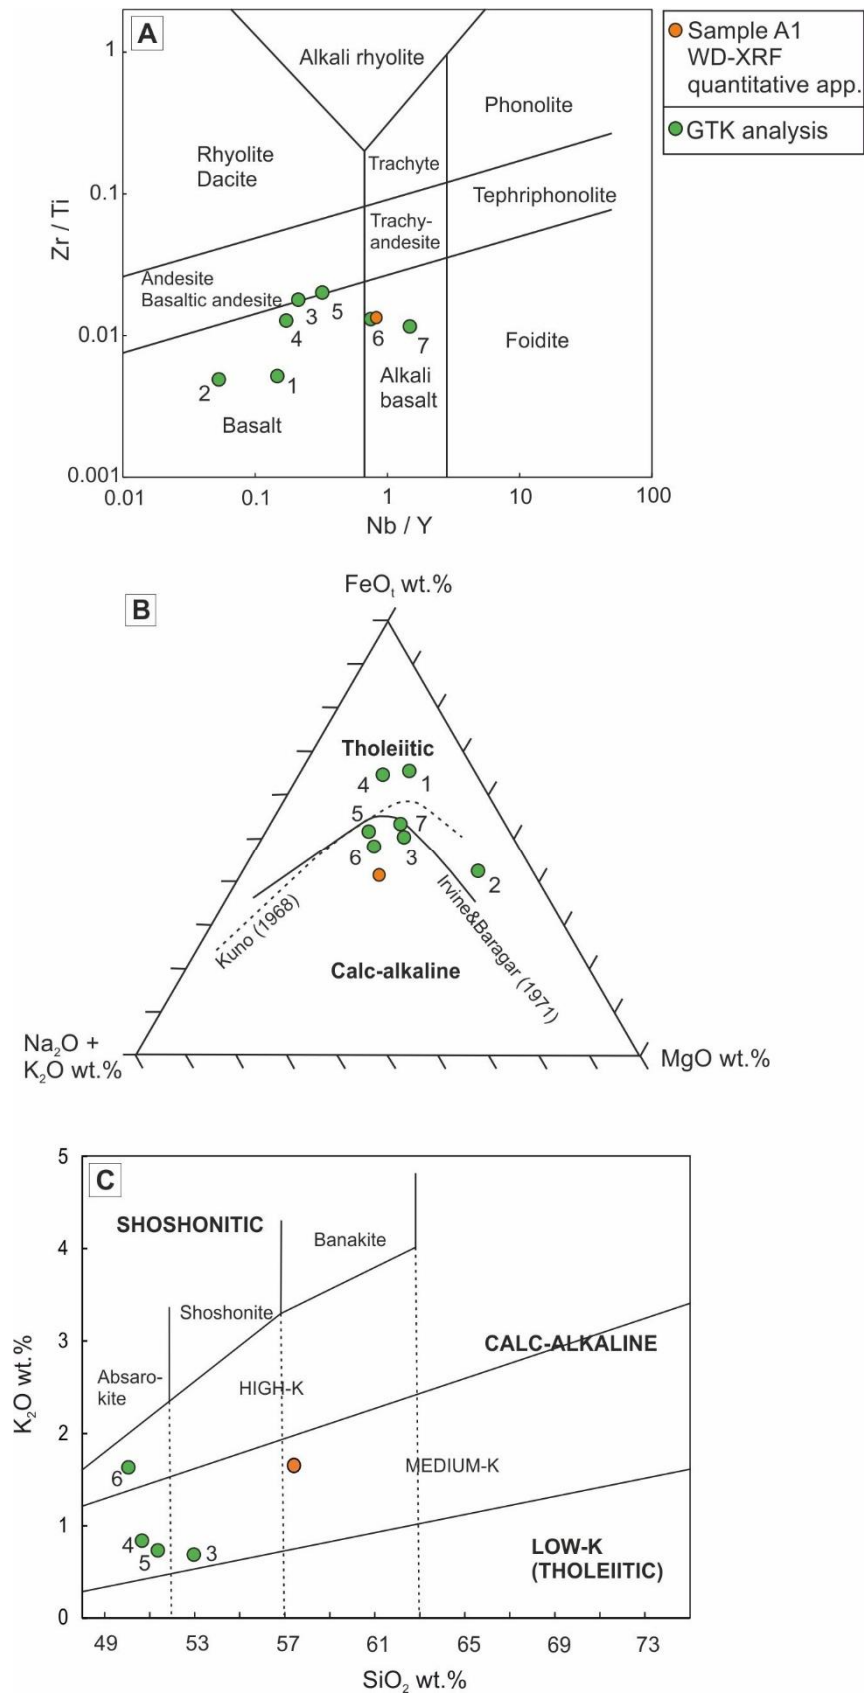 A
Sample A1
WD-XRF
quantitative app.
GTK analysis
Zr / Ti
1
0.1
0.01
0.001
Alkali rhyolite
Phonolite
Rhyolite
Dacite
Trachyte
Tephriphonolite
Trachy-
andesite
Andesite
Basaltic andesite
3
5
4
6
7
Foidite
2
1
Alkali
basalt
Basalt
0.01
0.1
1
10
100
Nb / Y
B
FeOt wt.%
Tholeiitic
4
1
5
7
6
3
2
Kuno (1968)
Irvine&Baragar (1971)
Calc-alkaline
Na2O +
K2O wt.%
MgO wt.%
C
K2O wt.%
5
4
3
2
1
0
SHOSHONITIC
Banakite
Shoshonite
CALC-ALKALINE
Absaro-
kite
HIGH-K
6
MEDIUM-K
4
5
3
LOW-K
(THOLEIITIC)
49
53
57
61
65
69
73
SiO2 wt.%